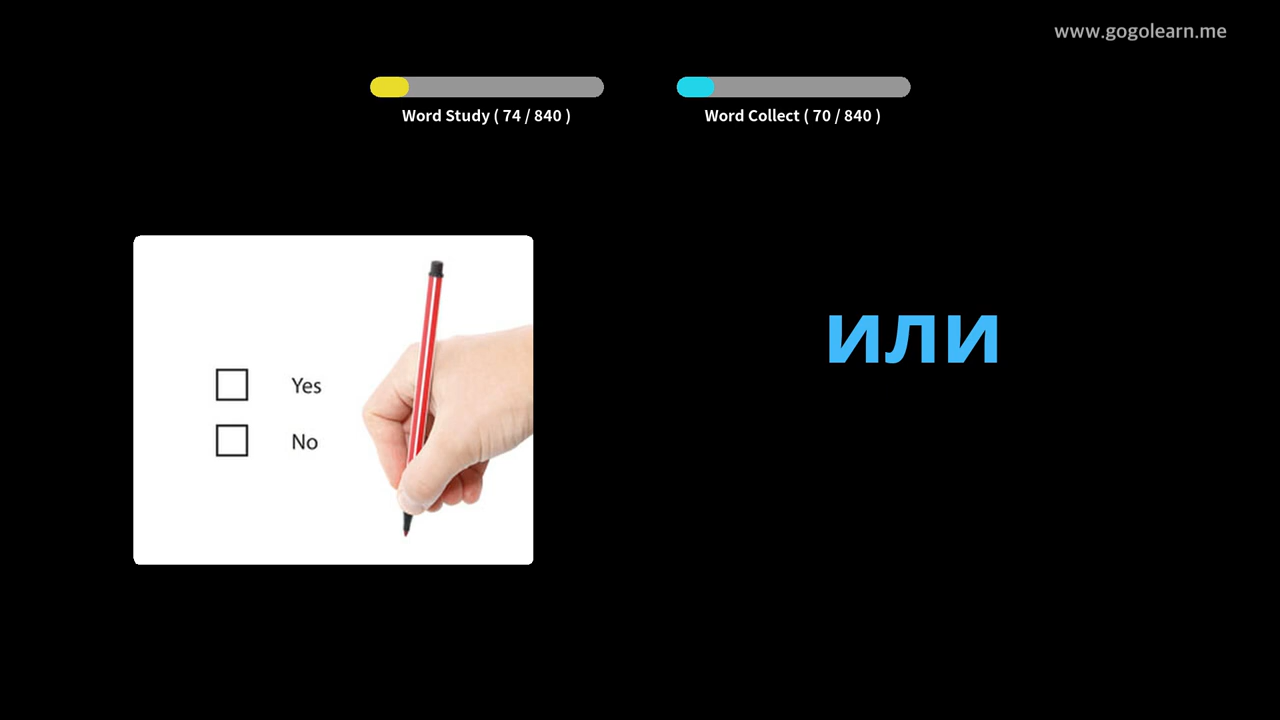 www.gogolearn.me
Word Study ( 74 / 840 )
Word Collect ( 70 / 840 )
Yes
No
или